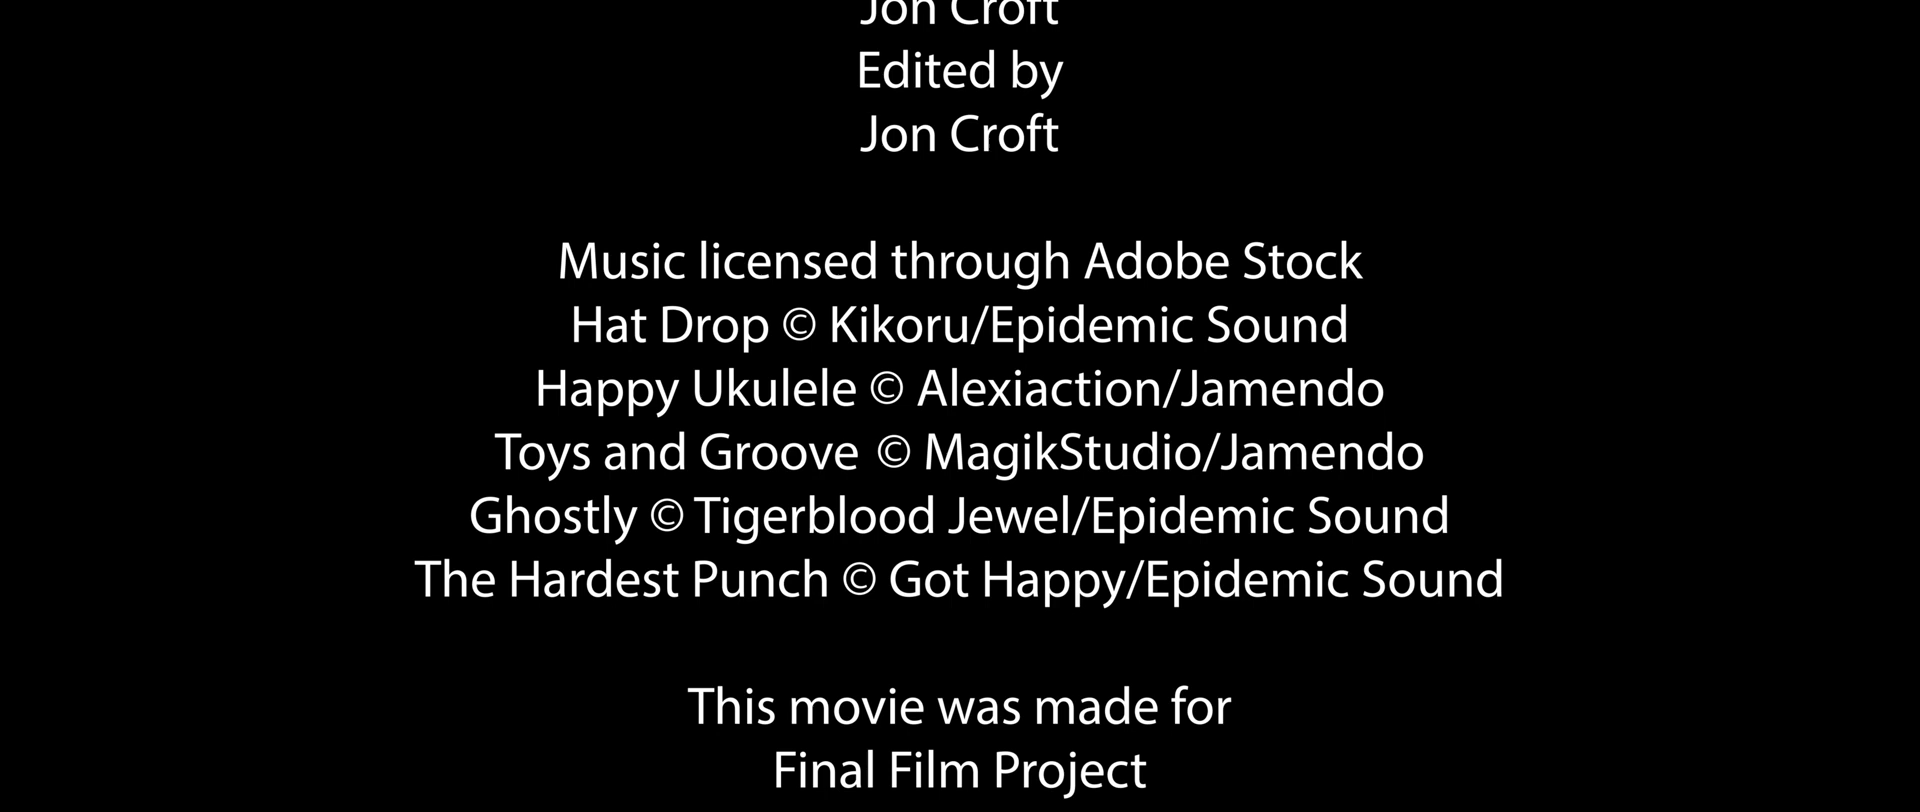 Jon Croft
Edited by
Jon Croft
Music licensed through Adobe Stock
Hat Drop © Kikoru/Epidemic Sound
Happy Ukulele © Alexiaction/Jamendo
Toys and Groove © MagikStudio/Jamendo
Ghostly © Tigerblood Jewel/Epidemic Sound
The Hardest Punch © Got Happy/Epidemic Sound
This movie was made for
Final Film Project